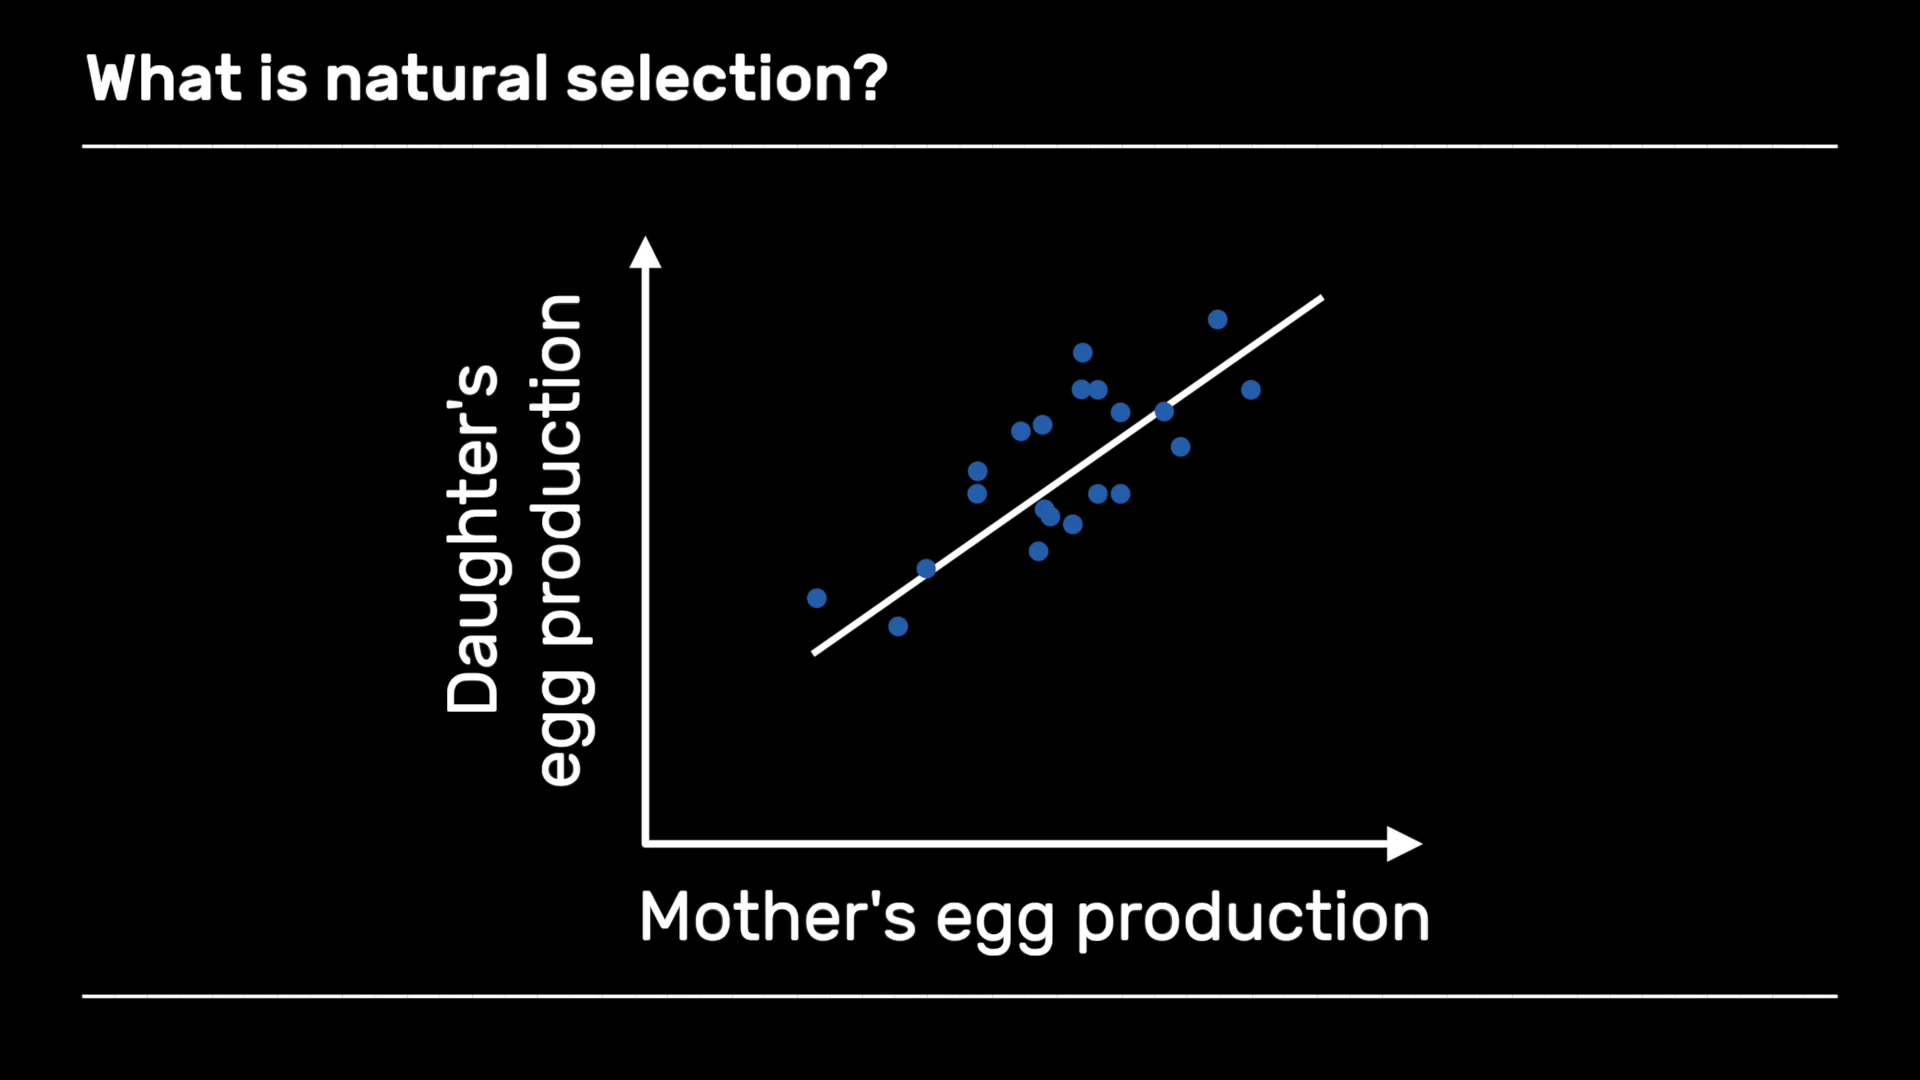 What is natural selection?
Daughter's
egg production
Mother's egg production